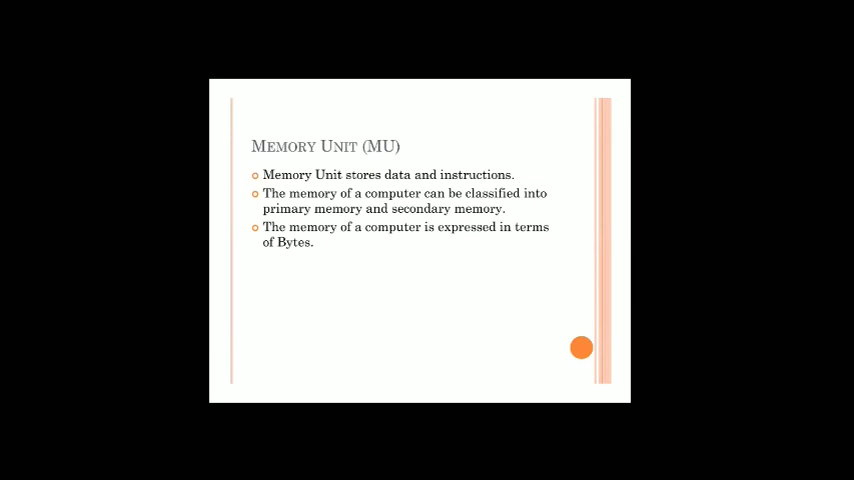 MEMORY UNIT (MU)
Memory Unit stores data and instructions.
The memory of a computer can be classified into
primary memory and secondary memory.
The memory of a computer is expressed in terms
of Bytes.